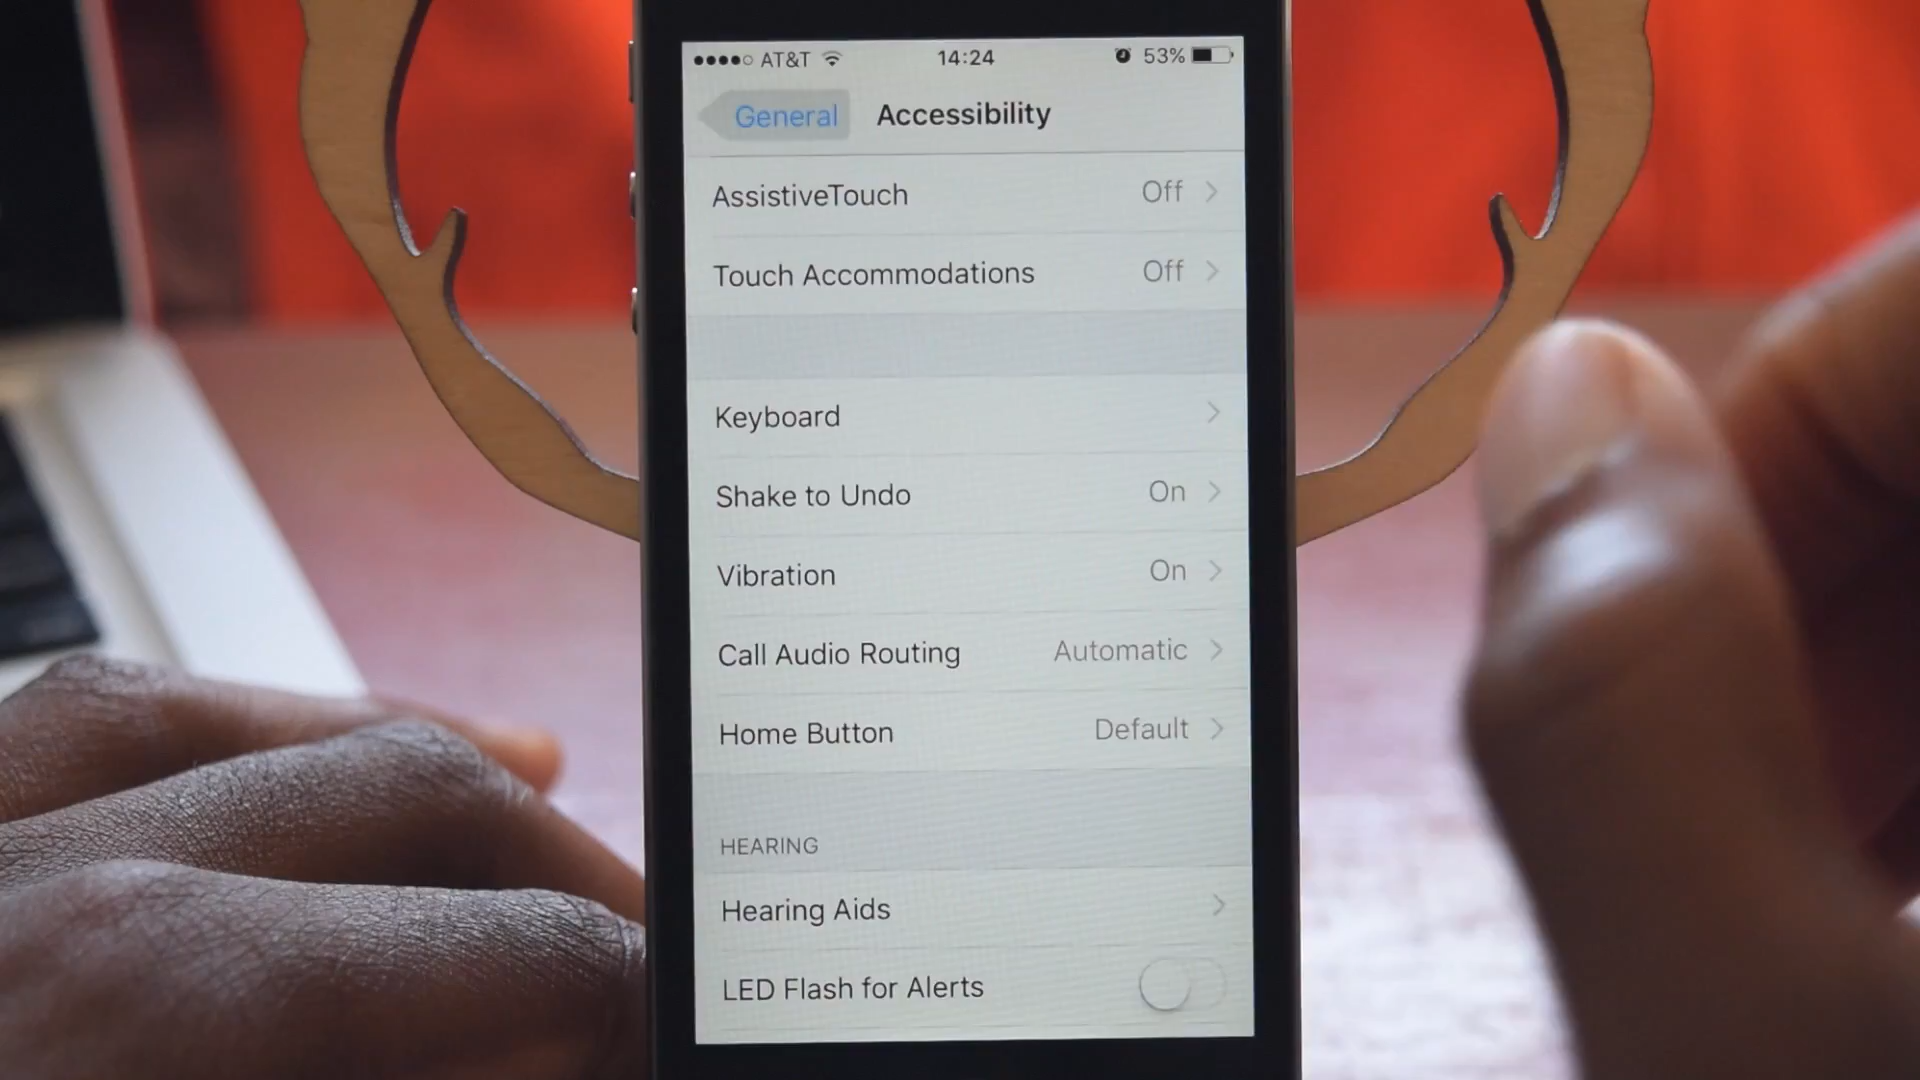 AT&T 14:24 53%
General Accessibility
AssistiveTouch Off
Touch Accommodations Off
Keyboard
Shake to Undo On
Vibration On
Call Audio Routing Automatic
Home Button Default
HEARING
Hearing Aids
LED Flash for Alerts